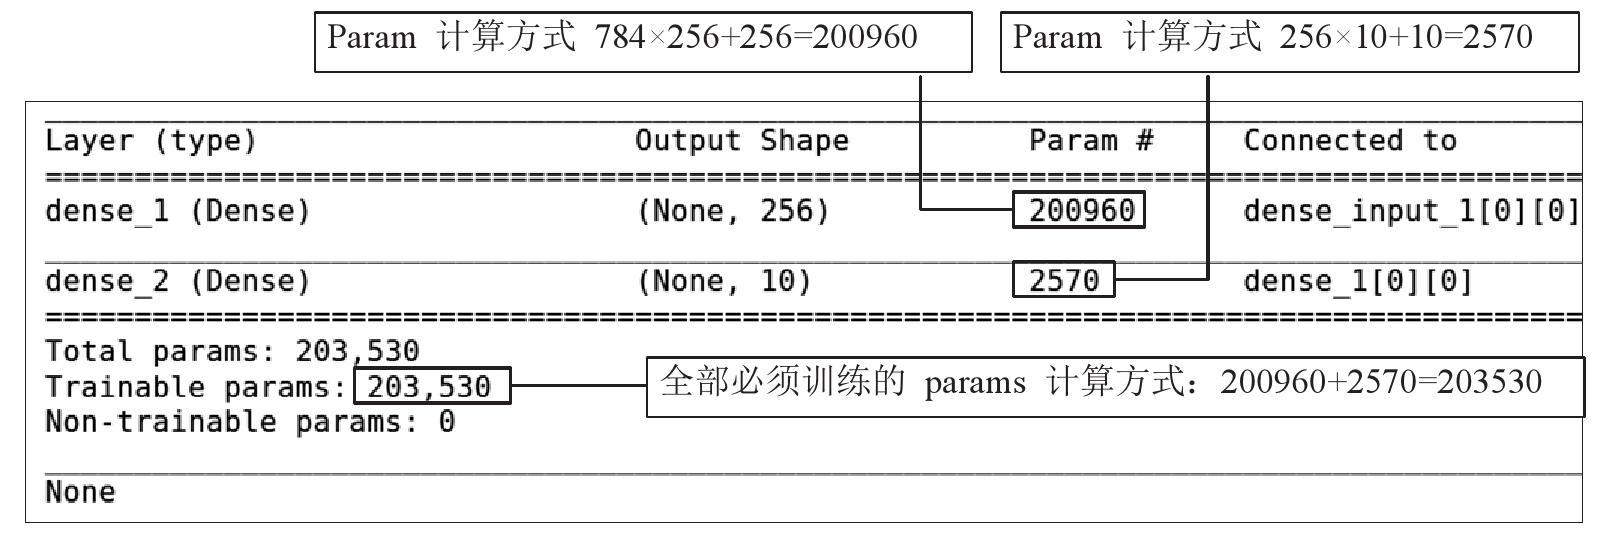 Param 计算方式 784×256+256=200960
Param 计算方式 256×10+10=2570
Layer (type) Output Shape Param # Connected to
dense_1 (Dense) (None, 256) 200960 dense_input_1[0][0]
dense_2 (Dense) (None, 10) 2570 dense_1[0][0]
Total params: 203,530
Trainable params: 203,530
全部必须训练的 params 计算方式：200960+2570=203530
Non-trainable params: 0
None